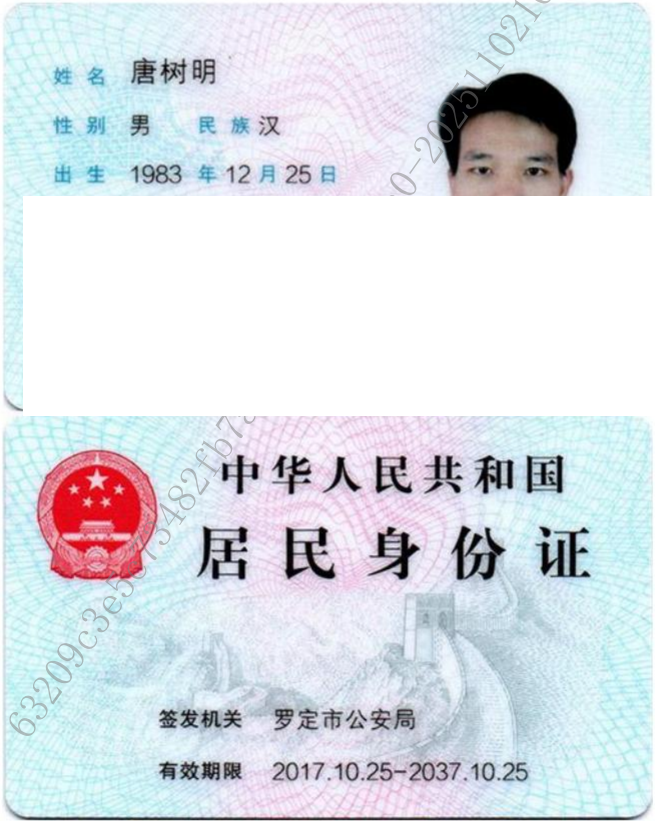 姓名 唐树明
性别 男 民族 汉
出生 1983 年 12 月 25 日
中华人民共和国
居民身份证
签发机关 罗定市公安局
有效期限 2017.10.25-2037.10.25